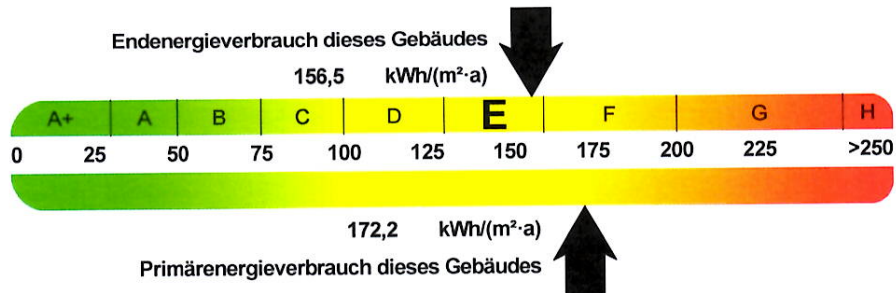 Endenergieverbrauch dieses Gebäudes
156,5 kWh/(m²·a)
A+ A B C D E F G H
0 25 50 75 100 125 150 175 200 225 >250
172,2 kWh/(m²·a)
Primärenergieverbrauch dieses Gebäudes